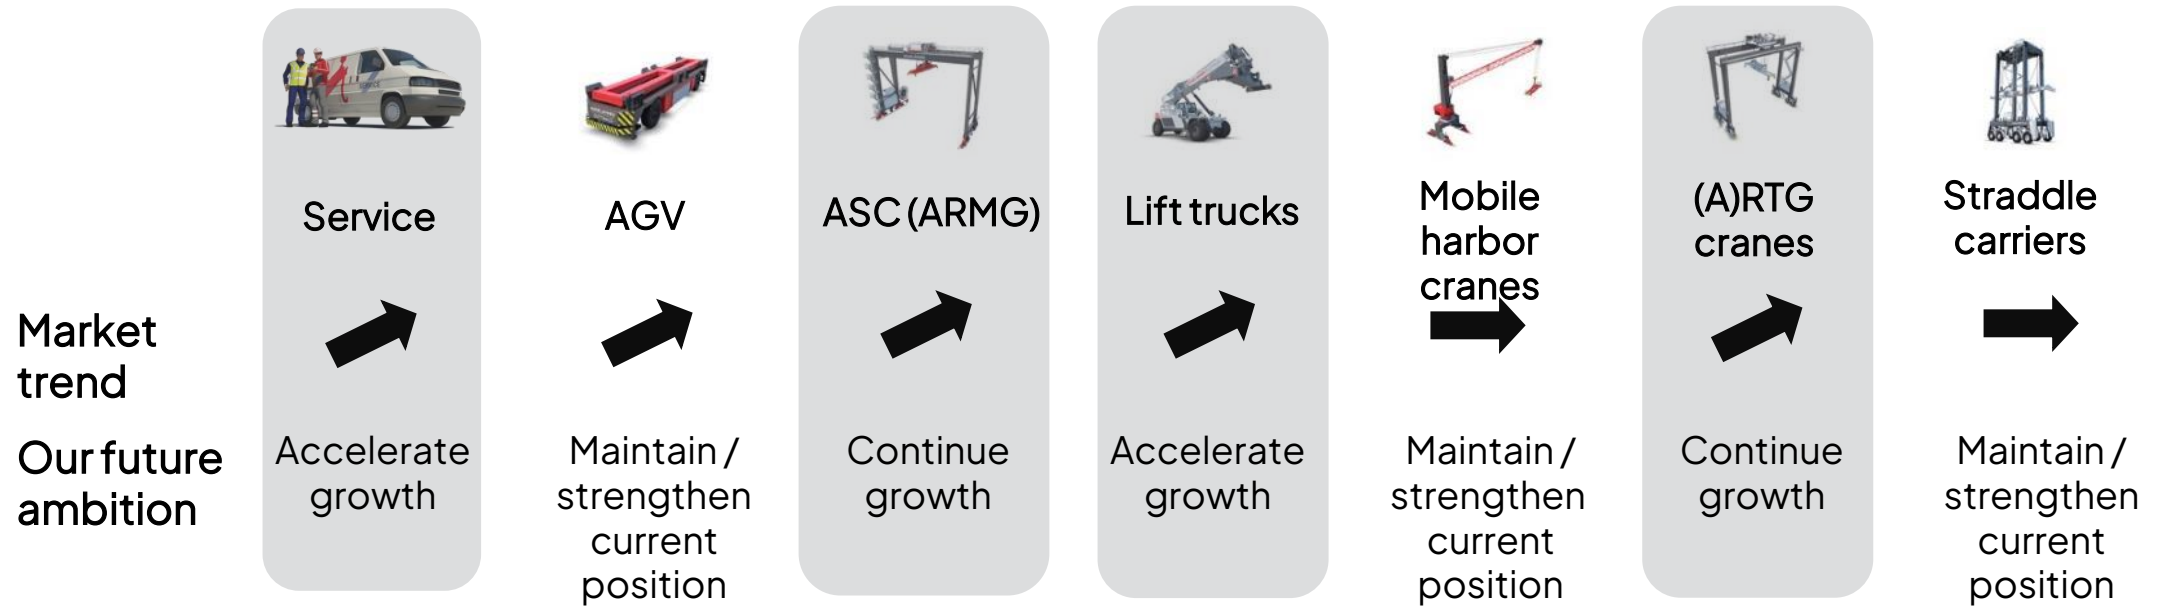 Service
AGV
ASC (ARMG)
Lift trucks
Mobile
harbor
cranes
(A)RTG
cranes
Straddle
carriers
Market
trend
Our future
ambition
Accelerate
growth
Maintain /
strengthen
current
position
Continue
growth
Accelerate
growth
Maintain /
strengthen
current
position
Continue
growth
Maintain /
strengthen
current
position